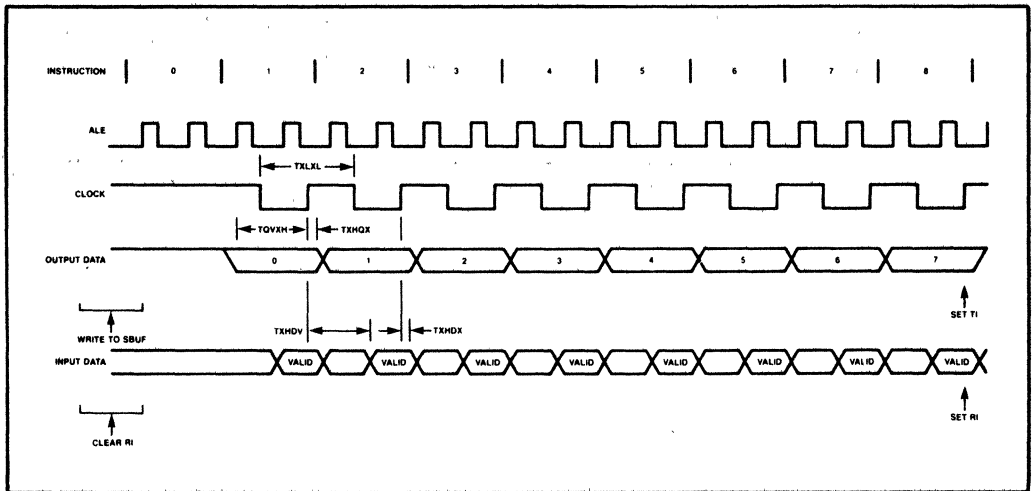 INSTRUCTION 0 1 2 3 4 5 6 7 8
ALE
TXLXL
CLOCK
TQVXH TXHQX
OUTPUT DATA 0 1 2 3 4 5 6 7
WRITE TO SBUF
SET TI
TXHDV TXHDX
INPUT DATA VALID VALID VALID VALID VALID VALID VALID VALID
CLEAR RI
SET RI